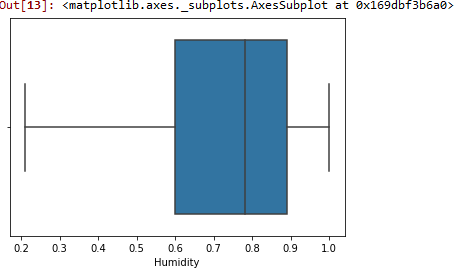 Out[13]: <matplotlib.axes._subplots.AxesSubplot at 0x169dbf3b6a0>
0.2 0.3 0.4 0.5 0.6 0.7 0.8 0.9 1.0
Humidity